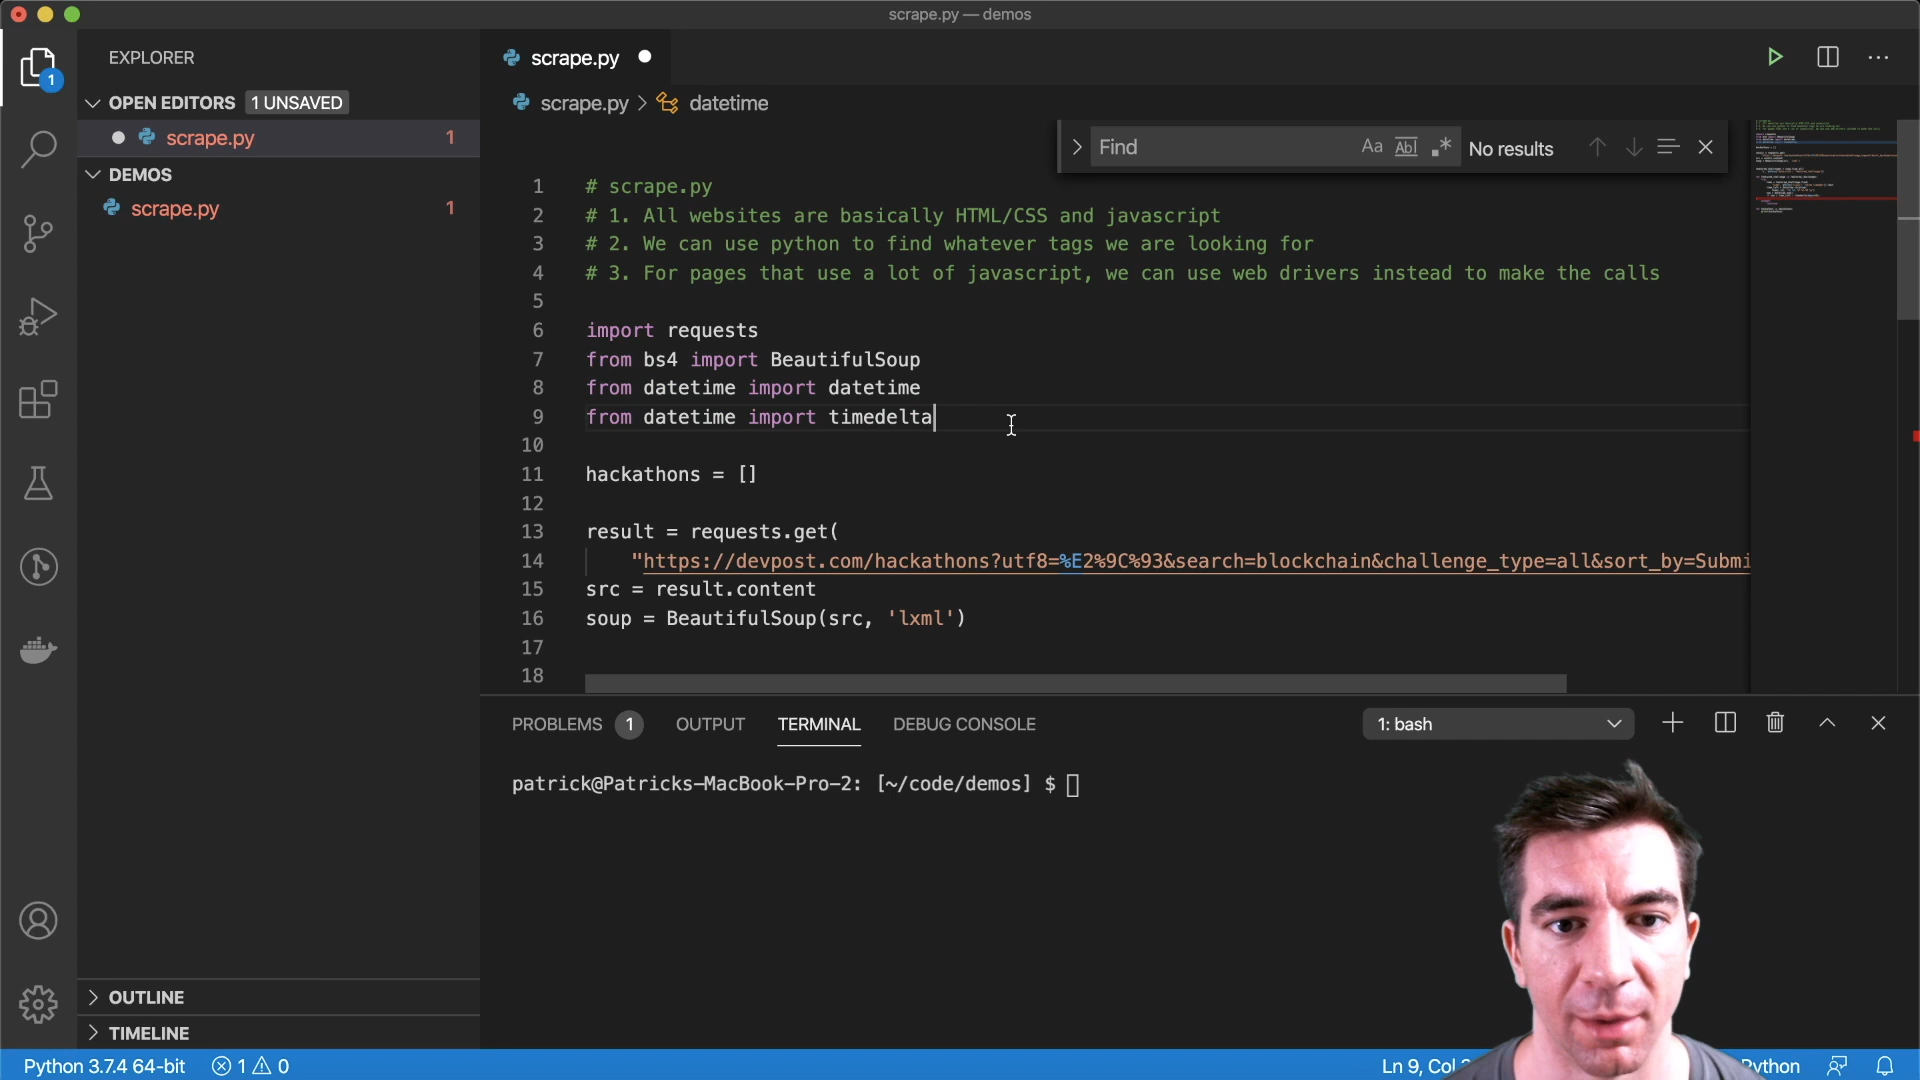 scrape.py — demos
EXPLORER
OPEN EDITORS 1 UNSAVED
scrape.py 1
DEMOS
scrape.py 1
OUTLINE
TIMELINE
scrape.py
scrape.py > datetime
Find Aa Abl .* No results
1 # scrape.py
2 # 1. All websites are basically HTML/CSS and javascript
3 # 2. We can use python to find whatever tags we are looking for
4 # 3. For pages that use a lot of javascript, we can use web drivers instead to make the calls
5
6 import requests
7 from bs4 import BeautifulSoup
8 from datetime import datetime
9 from datetime import timedelta
10
11 hackathons = []
12
13 result = requests.get(
14 "https://devpost.com/hackathons?utf8=%E2%9C%93&search=blockchain&challenge_type=all&sort_by=Submi
15 src = result.content
16 soup = BeautifulSoup(src, 'lxml')
17
18
PROBLEMS 1 OUTPUT TERMINAL DEBUG CONSOLE 1: bash
patrick@Patricks-MacBook-Pro-2: [~/code/demos] $
1
Python 3.7.4 64-bit 1 0 Ln 9, Col Python